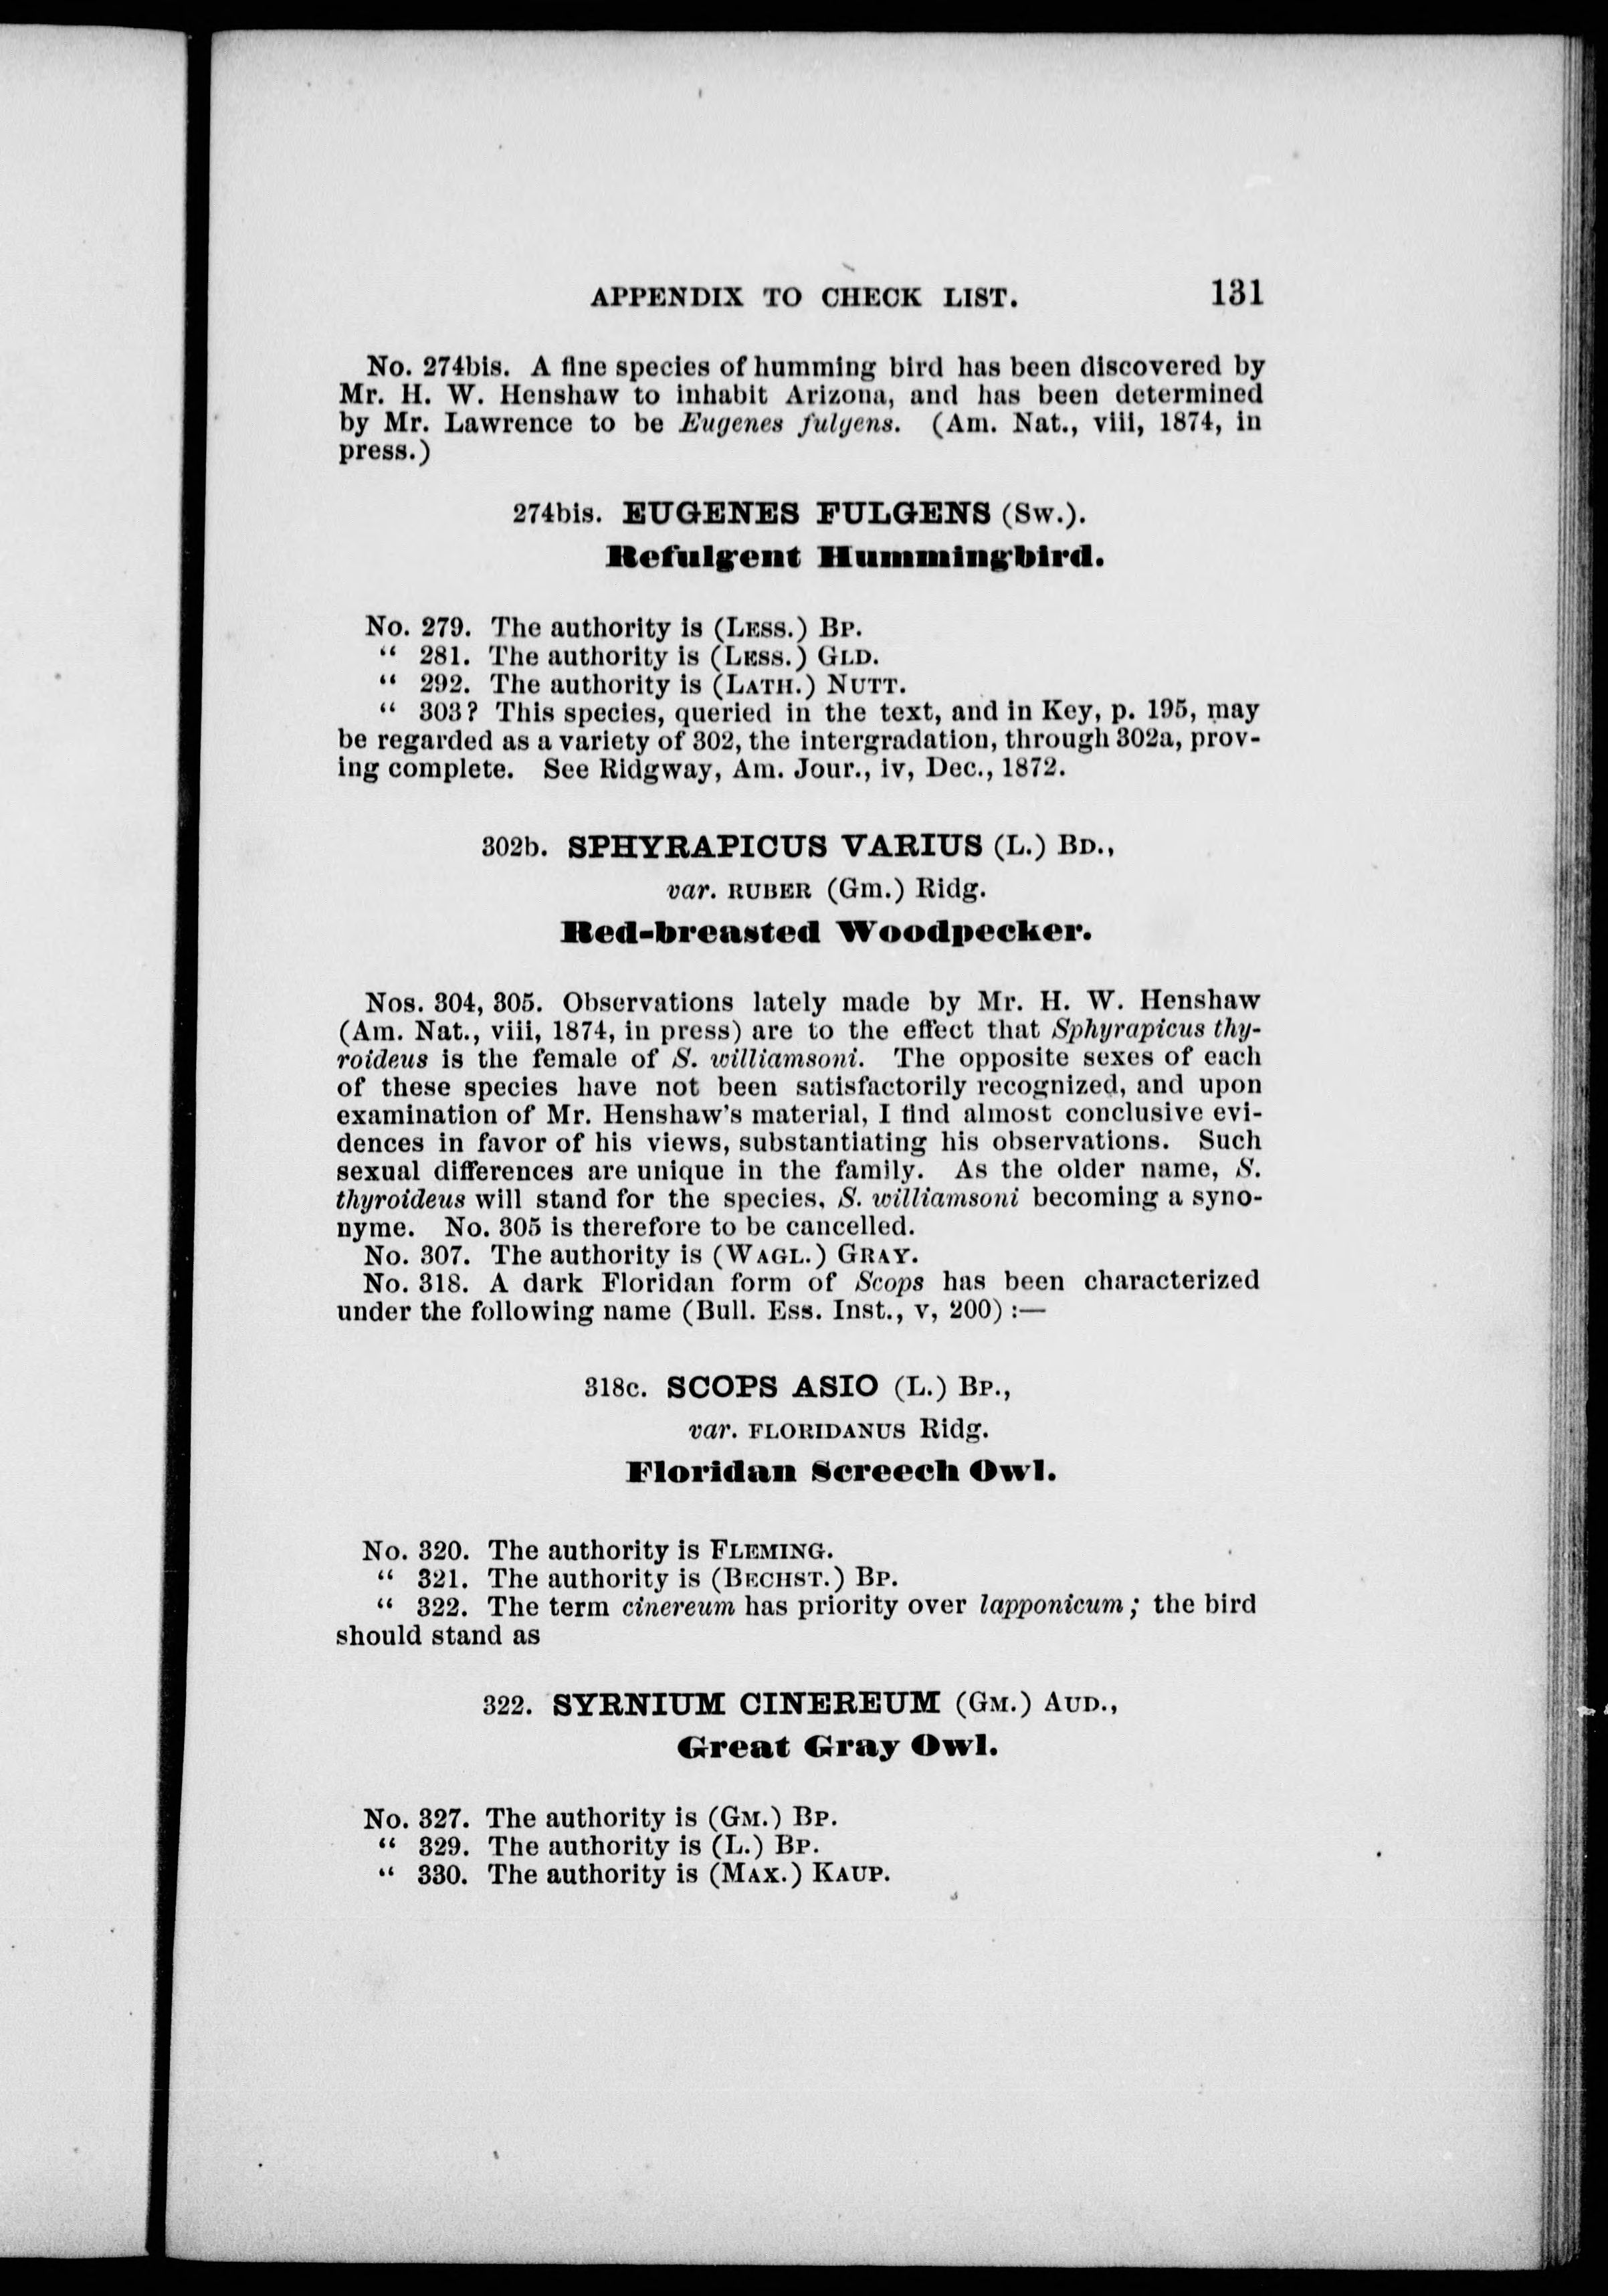 APPENDIX TO CHECK LIST. 131
No. 274bis. A fine species of humming bird has been discovered by
Mr. H. W. Henshaw to inhabit Arizona, and has been determined
by Mr. Lawrence to be Eugenes fulgens. (Am. Nat., viii, 1874, in
press.)
274bis. EUGENES FULGENS (Sw.).
Refulgent Hummingbird.
No. 279. The authority is (Less.) Bp.
“ 281. The authority is (Less.) Gld.
“ 292. The authority is (Lath.) Nutt.
“ 303? This species, queried in the text, and in Key, p. 195, may
be regarded as a variety of 302, the intergradation, through 302a, prov-
ing complete. See Ridgway, Am. Jour., iv, Dec., 1872.
302b. SPHYRAPICUS VARIUS (L.) Bd.,
var. RUBER (Gm.) Ridg.
Red-breasted Woodpecker.
Nos. 304, 305. Observations lately made by Mr. H. W. Henshaw
(Am. Nat., viii, 1874, in press) are to the effect that Sphyrapicus thy-
roideus is the female of S. williamsoni. The opposite sexes of each
of these species have not been satisfactorily recognized, and upon
examination of Mr. Henshaw's material, I find almost conclusive evi-
dences in favor of his views, substantiating his observations. Such
sexual differences are unique in the family. As the older name, S.
thyroideus will stand for the species, S. williamsoni becoming a syno-
nyme. No. 305 is therefore to be cancelled.
No. 307. The authority is (Wagl.) Gray.
No. 318. A dark Floridan form of Scops has been characterized
under the following name (Bull. Ess. Inst., v, 200) :—
318c. SCOPS ASIO (L.) Bp.,
var. FLORIDANUS Ridg.
Floridan Screech Owl.
No. 320. The authority is Fleming.
“ 321. The authority is (Bechst.) Bp.
“ 322. The term cinereum has priority over lapponicum; the bird
should stand as
322. SYRNIUM CINEREUM (Gm.) Aud.,
Great Gray Owl.
No. 327. The authority is (Gm.) Bp.
“ 329. The authority is (L.) Bp.
“ 330. The authority is (Max.) Kaup.